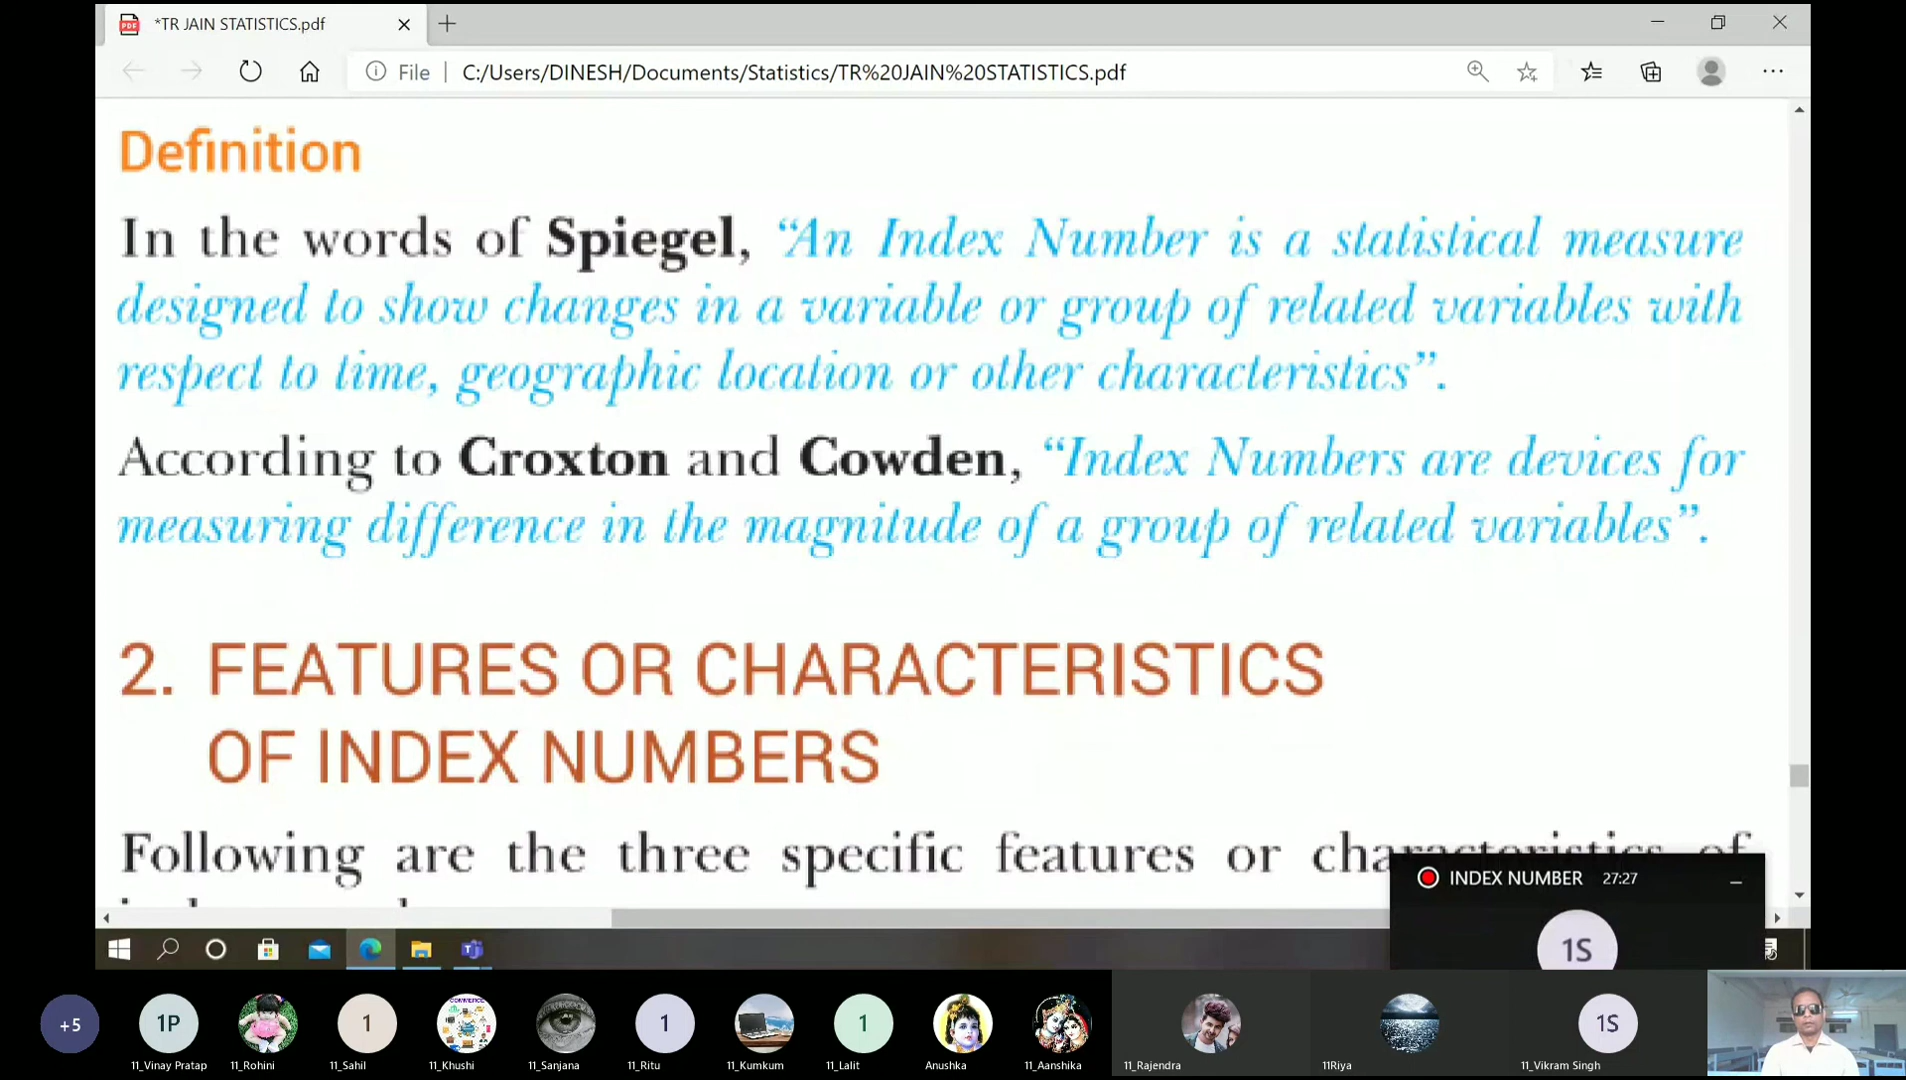 *TR JAIN STATISTICS.pdf
File
C:/Users/DINESH/Documents/Statistics/TR%20JAIN%20STATISTICS.pdf
Definition
In the words of Spiegel, “An Index Number is a statistical measure
designed to show changes in a variable or group of related variables with
respect to time, geographic location or other characteristics”.
According to Croxton and Cowden, “Index Numbers are devices for
measuring difference in the magnitude of a group of related variables”.
2. FEATURES OR CHARACTERISTICS
OF INDEX NUMBERS
Following are the three specific features or characteristics of
INDEX NUMBER 27:27
1S
+5
1P
1
1
1
1S
11_Vinay Pratap
11_Rohini
11_Sahil
11_Khushi
11_Sanjana
11_Ritu
11_Kumkum
11_Lalit
Anushka
11_Aanshika
11_Rajendra
11Riya
11_Vikram Singh